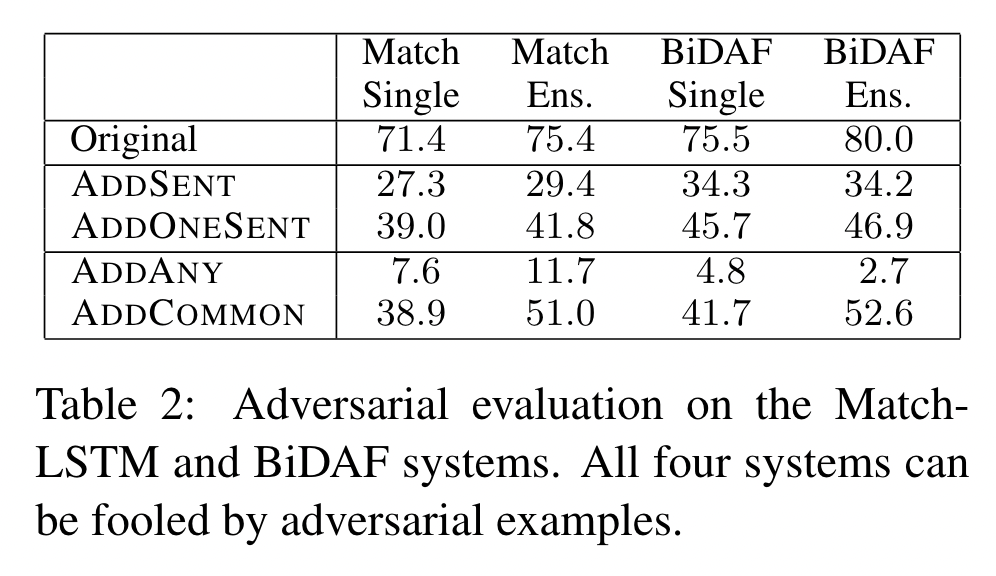 Match Match BiDAF BiDAF
Single Ens. Single Ens.
Original 71.4 75.4 75.5 80.0
ADDSENT 27.3 29.4 34.3 34.2
ADDONESENT 39.0 41.8 45.7 46.9
ADDANY 7.6 11.7 4.8 2.7
ADDCOMMON 38.9 51.0 41.7 52.6
Table 2: Adversarial evaluation on the Match-
LSTM and BiDAF systems. All four systems can
be fooled by adversarial examples.